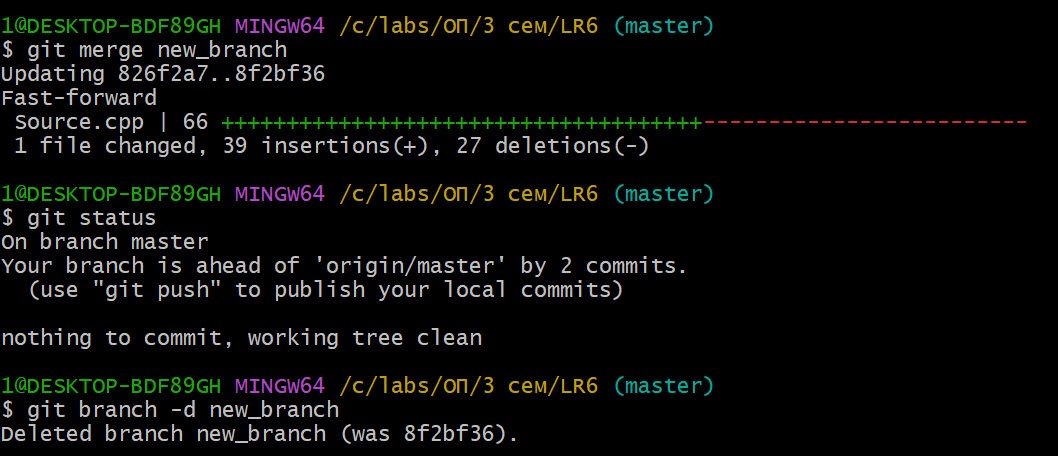 1@DESKTOP-BDF89GH MINGW64 /c/labs/ОП/3 сем/LR6 (master)
$ git merge new_branch
Updating 826f2a7..8f2bf36
Fast-forward
 Source.cpp | 66 +++++++++++++++++++++++++++++++++++++++---------------------------
 1 file changed, 39 insertions(+), 27 deletions(-)

1@DESKTOP-BDF89GH MINGW64 /c/labs/ОП/3 сем/LR6 (master)
$ git status
On branch master
Your branch is ahead of 'origin/master' by 2 commits.
  (use "git push" to publish your local commits)

nothing to commit, working tree clean

1@DESKTOP-BDF89GH MINGW64 /c/labs/ОП/3 сем/LR6 (master)
$ git branch -d new_branch
Deleted branch new_branch (was 8f2bf36).